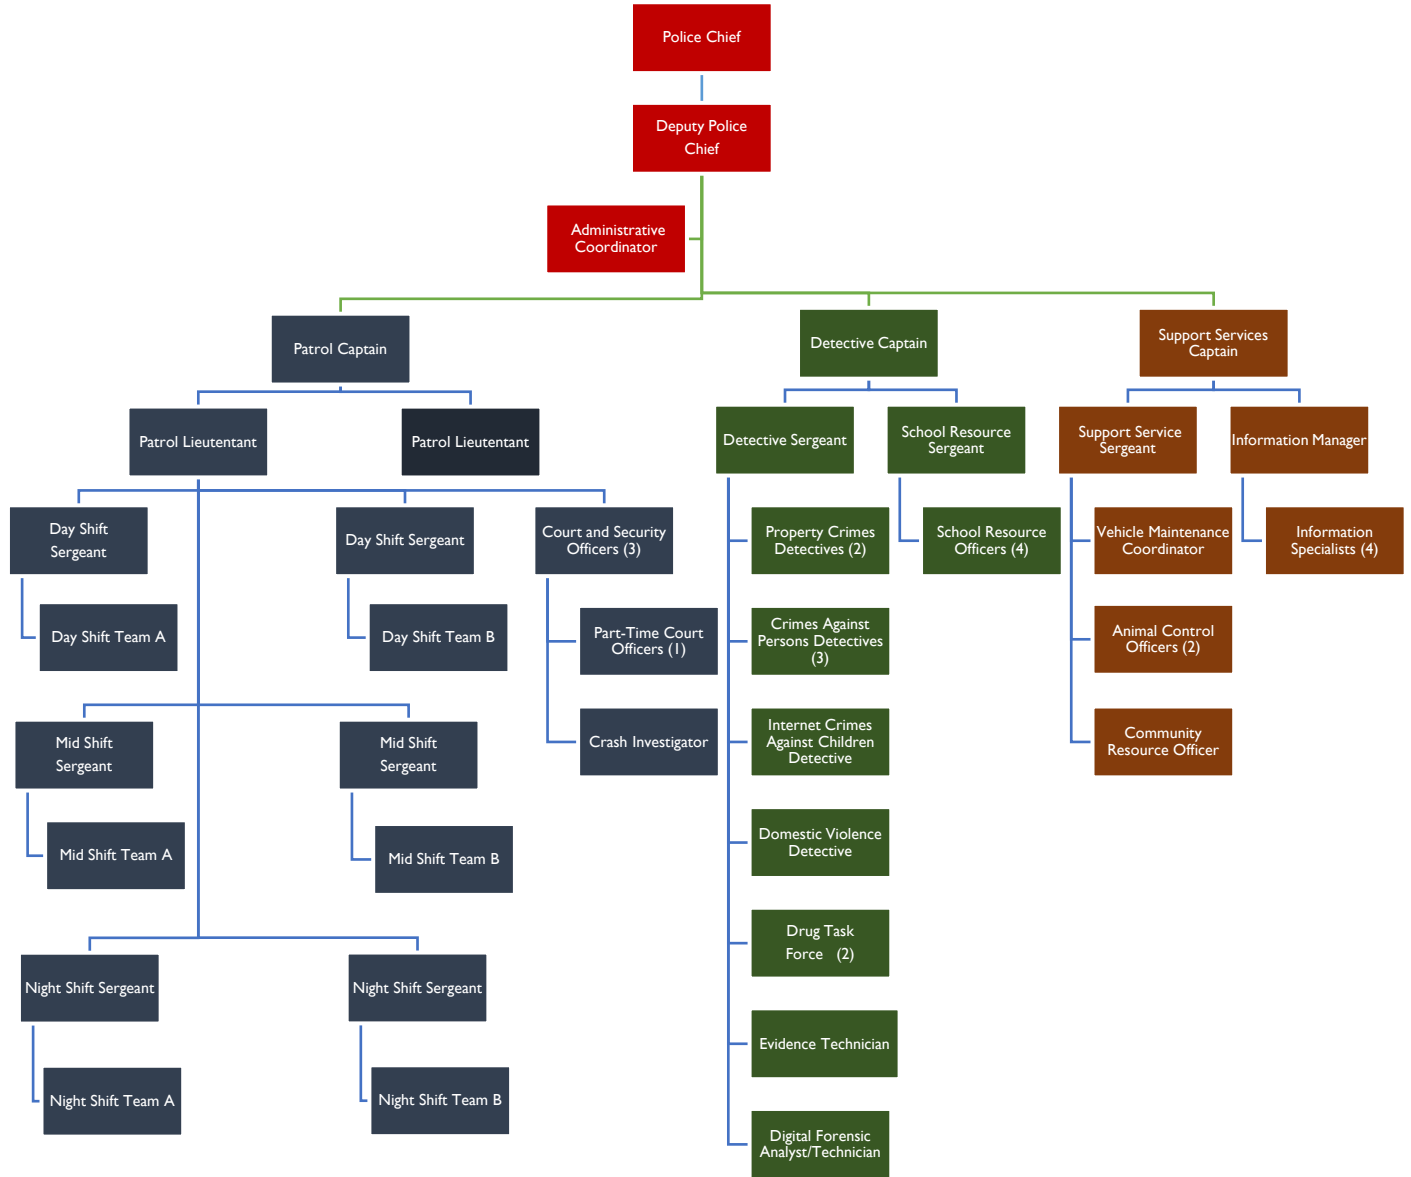 Police Chief
Deputy Police
Chief
Administrative
Coordinator
Patrol Captain
Detective Captain
Support Services
Captain
Patrol Lieutentant
Patrol Lieutentant
Detective Sergeant
School Resource
Sergeant
Support Service
Sergeant
Information Manager
Day Shift
Sergeant
Day Shift Sergeant
Court and Security
Officers (3)
Property Crimes
Detectives (2)
School Resource
Officers (4)
Vehicle Maintenance
Coordinator
Information
Specialists (4)
Day Shift Team A
Day Shift Team B
Part-Time Court
Officers (1)
Crimes Against
Persons Detectives
(3)
Animal Control
Officers (2)
Mid Shift
Sergeant
Mid Shift
Sergeant
Crash Investigator
Internet Crimes
Against Children
Detective
Community
Resource Officer
Mid Shift Team A
Mid Shift Team B
Domestic Violence
Detective
Drug Task
Force (2)
Night Shift Sergeant
Night Shift Sergeant
Evidence Technician
Night Shift Team A
Night Shift Team B
Digital Forensic
Analyst/Technician